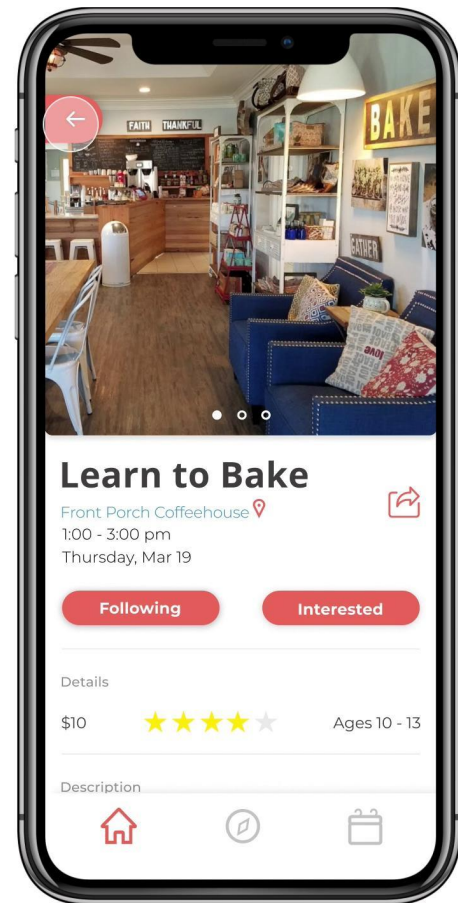 FAITH THANKFUL
BAKE
GATHER
love
Learn to Bake
Front Porch Coffeehouse
1:00 - 3:00 pm
Thursday, Mar 19
Following Interested
Details
$10 Ages 10 - 13
Description